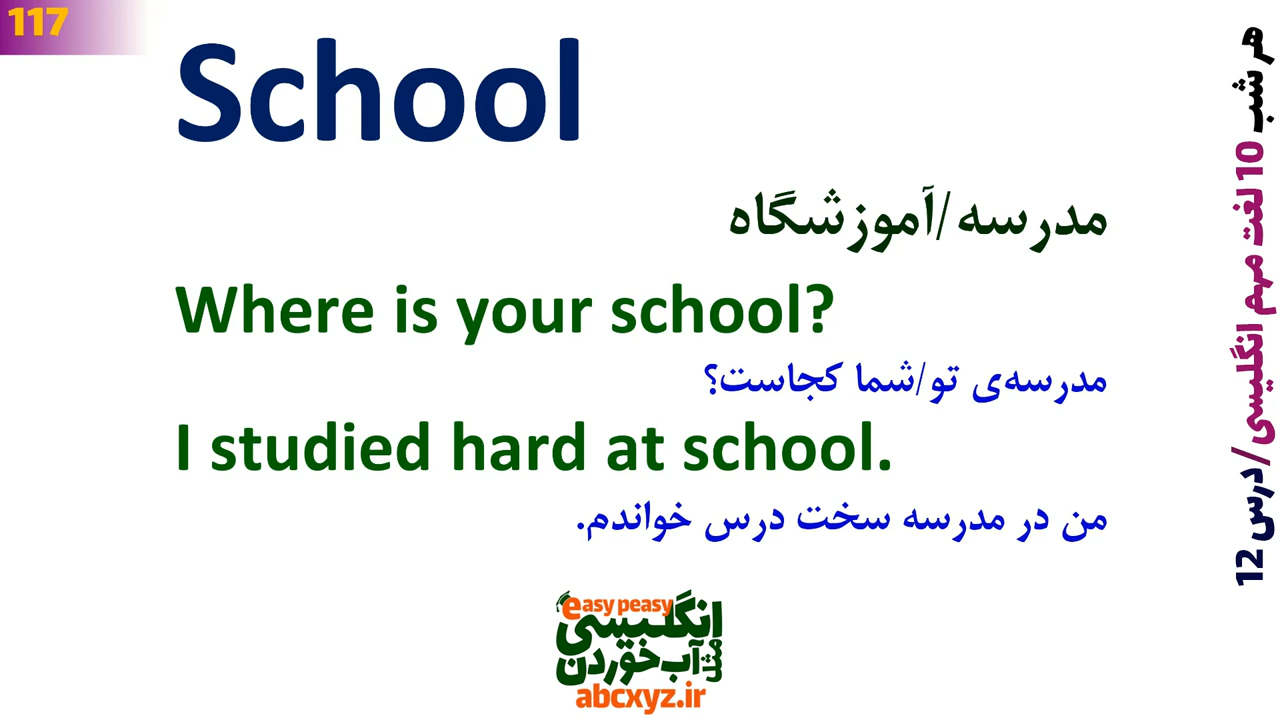 117
School
مدرسه/آموزشگاه
Where is your school?
مدرسه‌ی تو/شما کجاست؟
I studied hard at school.
من در مدرسه سخت درس خواندم.
هر شب 10 لغت مهم انگلیسی/درس 12
easy peasy
انگلیسی
مثل آب خوردن
abcxyz.ir